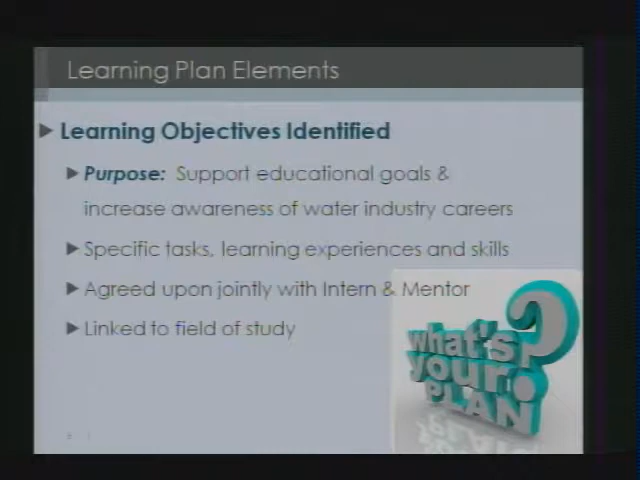 Learning Plan Elements
Learning Objectives Identified
Purpose: Support educational goals &
increase awareness of water industry careers
Specific tasks, learning experiences and skills
Agreed upon jointly with Intern & Mentor
Linked to field of study
what's
your
PLAN
?